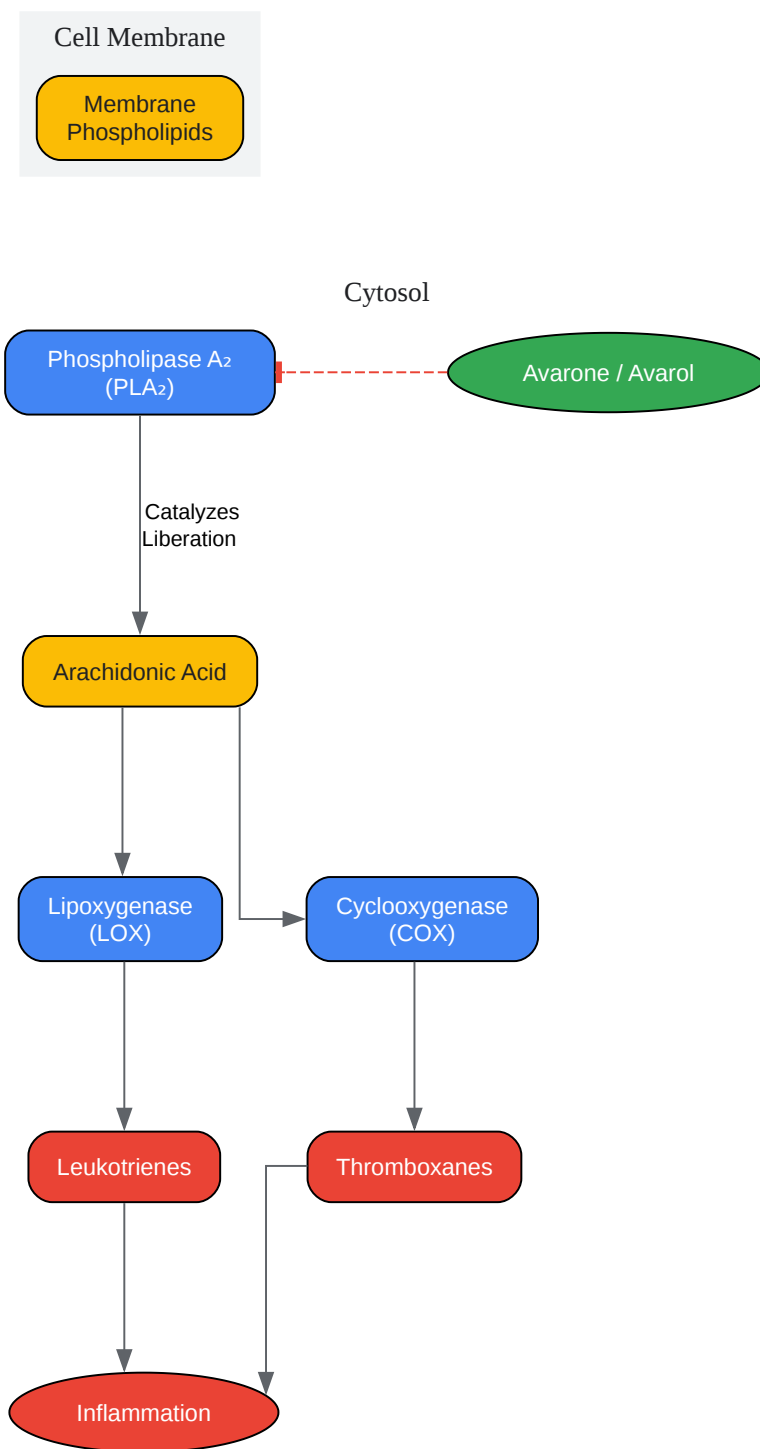 Cell Membrane
Membrane
Phospholipids
Cytosol
Phospholipase A₂
(PLA₂)
Avarone / Avarol
Catalyzes
Liberation
Arachidonic Acid
Lipoxygenase
(LOX)
Cyclooxygenase
(COX)
Leukotrienes
Thromboxanes
Inflammation